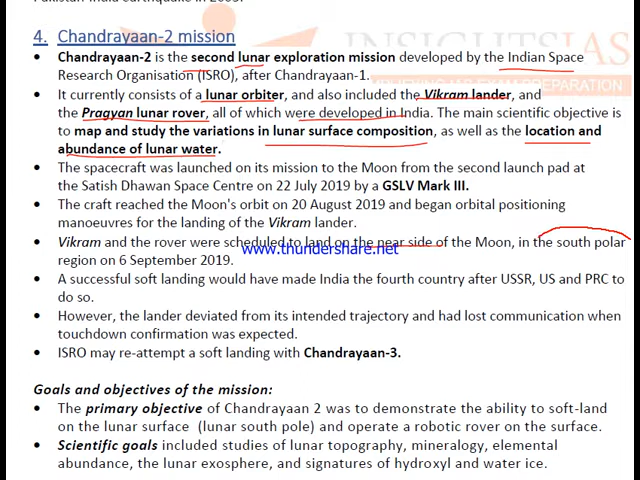 Pakistan-India earthquake in 2005.
4. Chandrayaan-2 mission
INSIGHTSIAS
• Chandrayaan-2 is the second lunar exploration mission developed by the Indian Space
Research Organisation (ISRO), after Chandrayaan-1.
• It currently consists of a lunar orbiter, and also included the Vikram lander, and
the Pragyan lunar rover, all of which were developed in India. The main scientific objective is
to map and study the variations in lunar surface composition, as well as the location and
abundance of lunar water.
• The spacecraft was launched on its mission to the Moon from the second launch pad at
the Satish Dhawan Space Centre on 22 July 2019 by a GSLV Mark III.
• The craft reached the Moon's orbit on 20 August 2019 and began orbital positioning
manoeuvres for the landing of the Vikram lander.
• Vikram and the rover were scheduled to land on the near side of the Moon, in the south polar
www.thundershare.net
region on 6 September 2019.
• A successful soft landing would have made India the fourth country after USSR, US and PRC to
do so.
• However, the lander deviated from its intended trajectory and had lost communication when
touchdown confirmation was expected.
• ISRO may re-attempt a soft landing with Chandrayaan-3.
Goals and objectives of the mission:
• The primary objective of Chandrayaan 2 was to demonstrate the ability to soft-land
on the lunar surface (lunar south pole) and operate a robotic rover on the surface.
• Scientific goals included studies of lunar topography, mineralogy, elemental
abundance, the lunar exosphere, and signatures of hydroxyl and water ice.